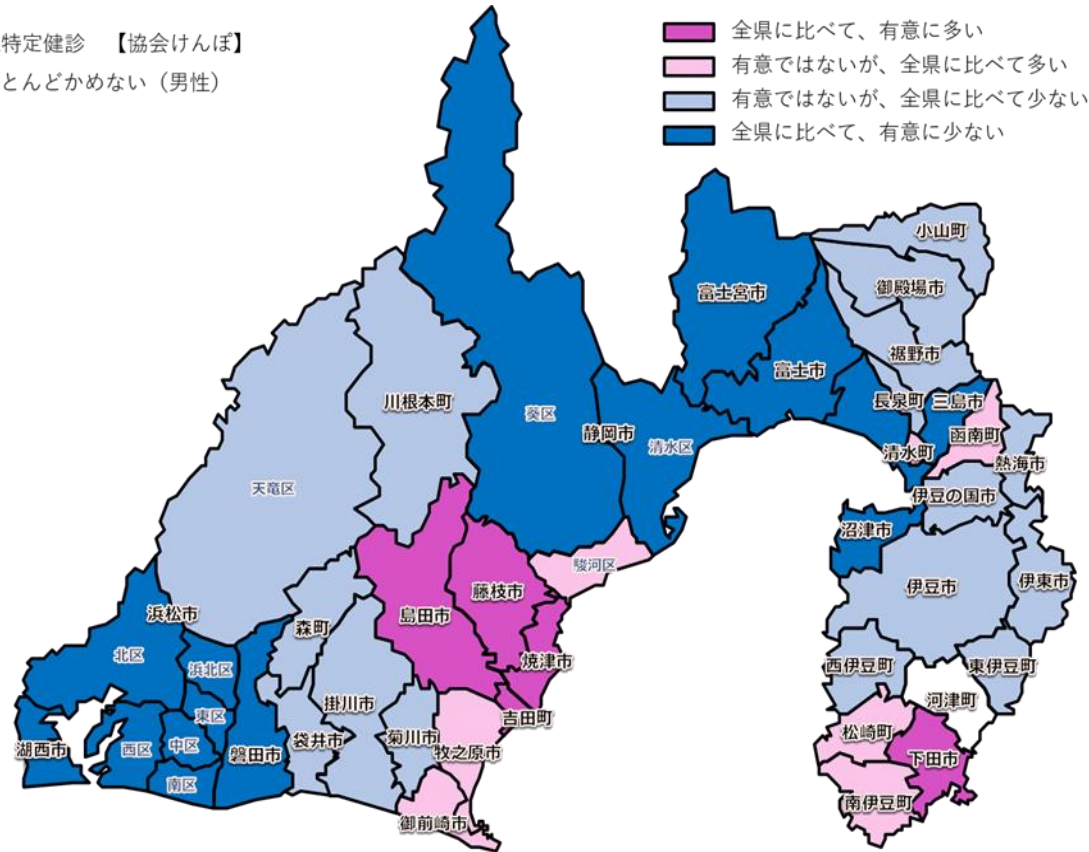 特定健診　【協会けんぽ】
とんどかめない（男性）
全県に比べて、有意に多い
有意ではないが、全県に比べて多い
有意ではないが、全県に比べて少ない
全県に比べて、有意に少ない
小山町
御殿場市
富士宮市
裾野市
富士市
川根本町
長泉町
三島市
葵区
静岡市
清水区
函南町
清水町
熱海市
天竜区
伊豆の国市
沼津市
駿河区
伊豆市
伊東市
藤枝市
島田市
浜松市
森町
北区
浜北区
焼津市
西伊豆町
東伊豆町
掛川市
河津町
東区
吉田町
松崎町
菊川市
袋井市
中区
湖西市
西区
磐田市
牧之原市
下田市
南区
南伊豆町
御前崎市